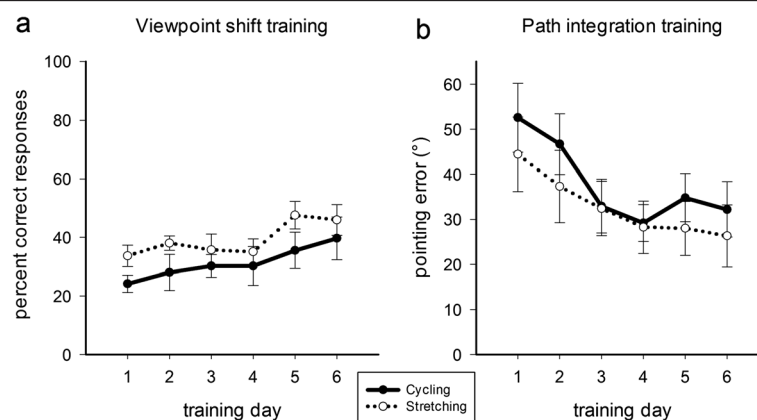 a
Viewpoint shift training
percent correct responses
100
80
60
40
20
0
1 2 3 4 5 6
training day
b
Path integration training
pointing error (°)
60
50
40
30
20
10
0
1 2 3 4 5 6
training day
Cycling
Stretching